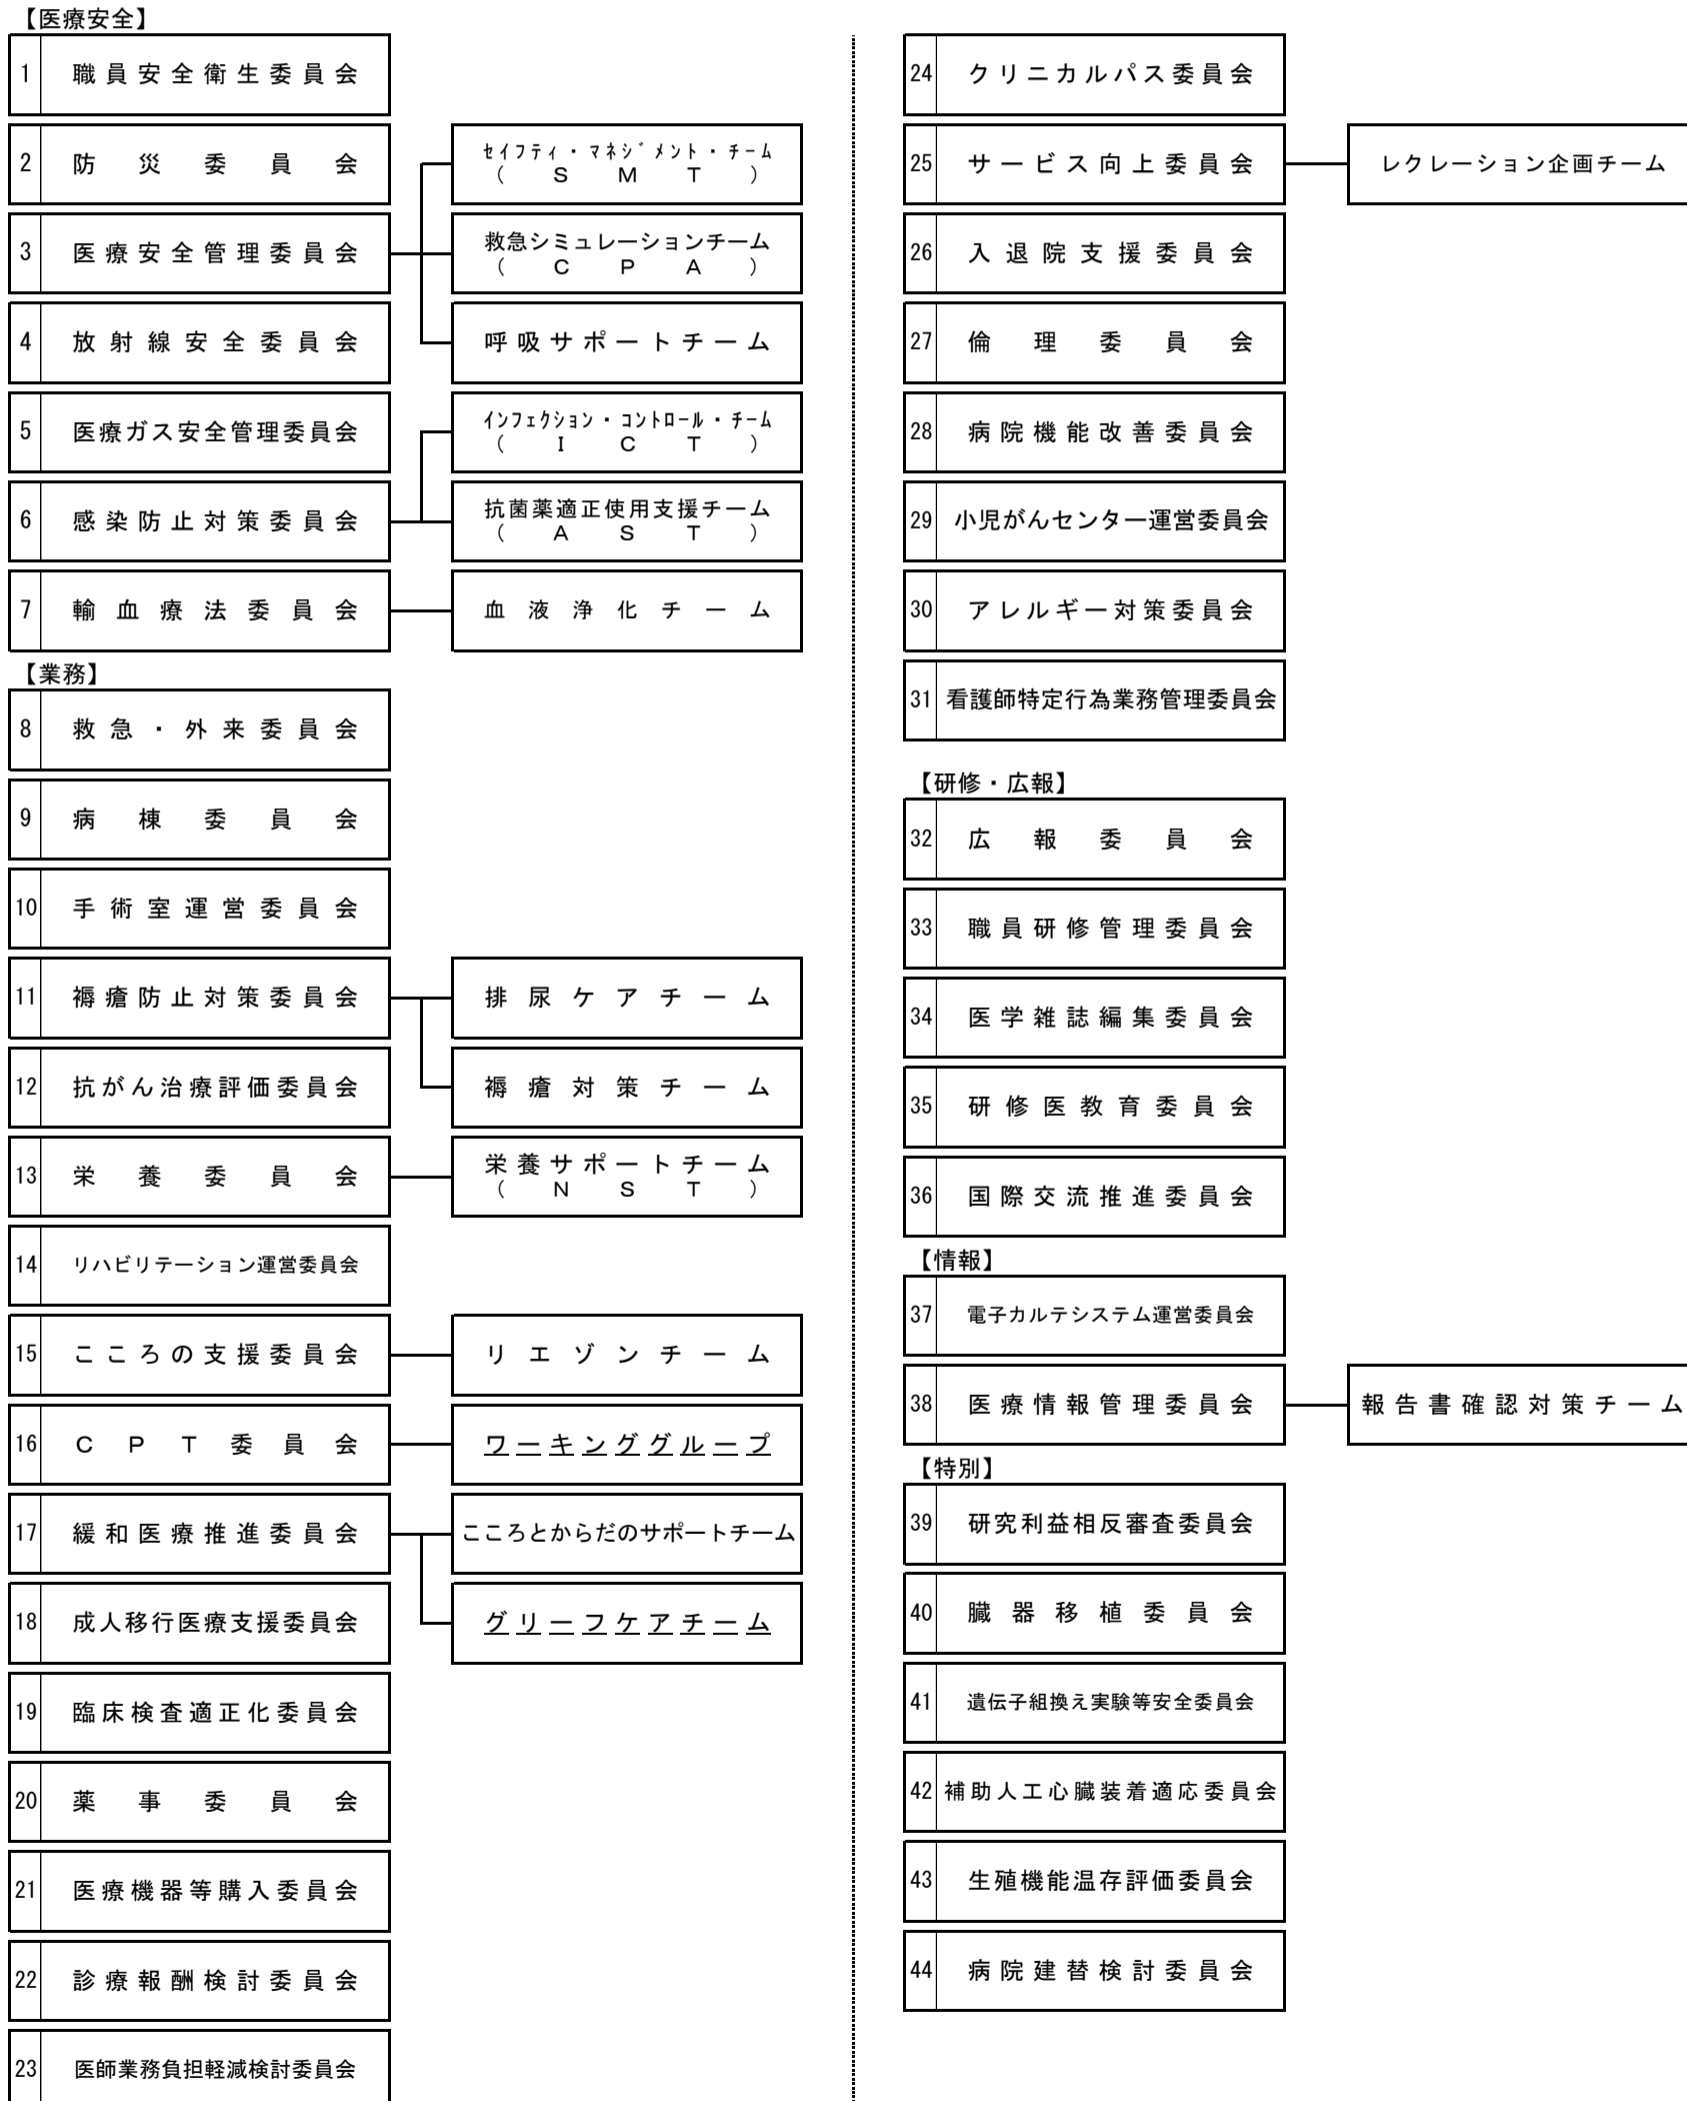 【医療安全】
1 職員安全衛生委員会
2 防災委員会
セイフティ・マネジメント・チーム
(SMT)
3 医療安全管理委員会
救急シミュレーションチーム
(CPA)
4 放射線安全委員会
呼吸サポートチーム
5 医療ガス安全管理委員会
インフェクション・コントロール・チーム
(ICT)
6 感染防止対策委員会
抗菌薬適正使用支援チーム
(AST)
7 輸血療法委員会
血液浄化チーム
【業務】
8 救急・外来委員会
9 病棟委員会
10 手術室運営委員会
11 褥瘡防止対策委員会
排尿ケアチーム
12 抗がん治療評価委員会
褥瘡対策チーム
13 栄養委員会
栄養サポートチーム
(NST)
14 リハビリテーション運営委員会
15 こころの支援委員会
リエゾンチーム
16 CPT委員会
ワーキンググループ
17 緩和医療推進委員会
こころとからだのサポートチーム
18 成人移行医療支援委員会
グリーフケアチーム
19 臨床検査適正化委員会
20 薬事委員会
21 医療機器等購入委員会
22 診療報酬検討委員会
23 医師業務負担軽減検討委員会
24 クリニカルパス委員会
25 サービス向上委員会
レクレーション企画チーム
26 入退院支援委員会
27 倫理委員会
28 病院機能改善委員会
29 小児がんセンター運営委員会
30 アレルギー対策委員会
31 看護師特定行為業務管理委員会
【研修・広報】
32 広報委員会
33 職員研修管理委員会
34 医学雑誌編集委員会
35 研修医教育委員会
36 国際交流推進委員会
【情報】
37 電子カルテシステム運営委員会
38 医療情報管理委員会
報告書確認対策チーム
【特別】
39 研究利益相反審査委員会
40 臓器移植委員会
41 遺伝子組換え実験等安全委員会
42 補助人工心臓装着適応委員会
43 生殖機能温存評価委員会
44 病院建替検討委員会